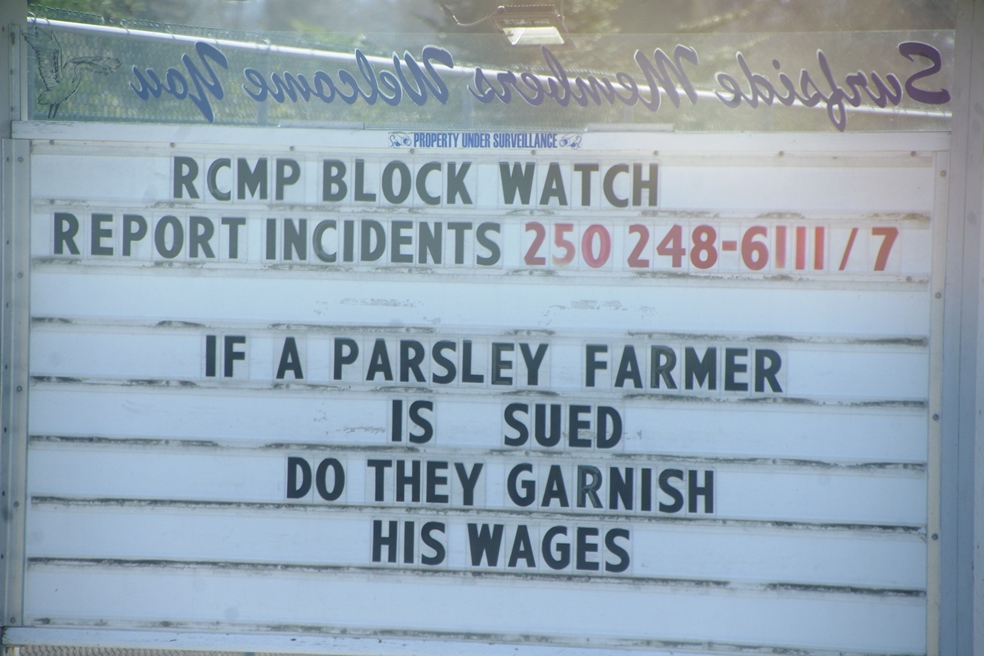 Surfside Members Welcome You
PROPERTY UNDER SURVEILLANCE
RCMP BLOCK WATCH
REPORT INCIDENTS 250 248-6111/7
IF A PARSLEY FARMER
IS SUED
DO THEY GARNISH
HIS WAGES